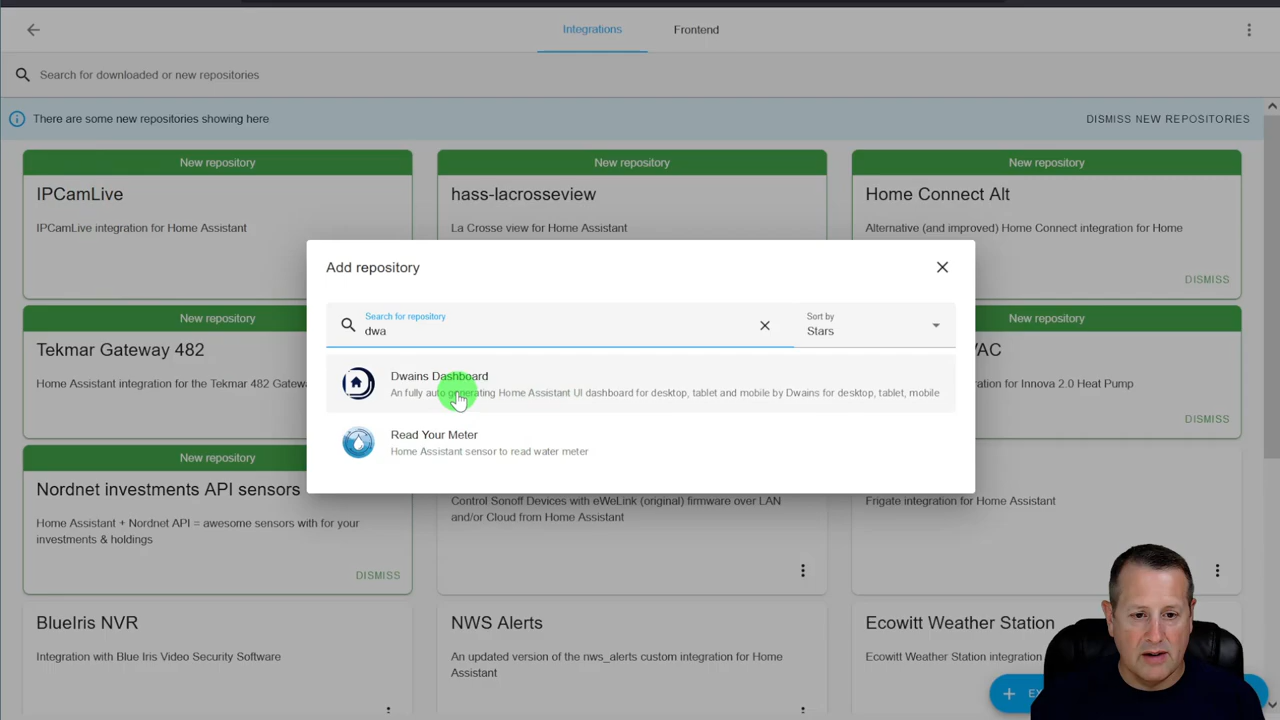 Integrations
Frontend
Search for downloaded or new repositories
There are some new repositories showing here
DISMISS NEW REPOSITORIES
New repository
New repository
New repository
IPCamLive
hass-lacrosseview
Home Connect Alt
IPCamLive integration for Home Assistant
La Crosse view for Home Assistant
Alternative (and improved) Home Connect integration for Home
DISMISS
Add repository
Search for repository
dwa
Sort by
Stars
Dwains Dashboard
An fully auto generating Home Assistant UI dashboard for desktop, tablet and mobile by Dwains for desktop, tablet, mobile
Read Your Meter
Home Assistant sensor to read water meter
New repository
Tekmar Gateway 482
Home Assistant integration for the Tekmar 482
VAC
for Innova 2.0 Heat Pump
DISMISS
New repository
Nordnet investments API sensors
Home Assistant + Nordnet API = awesome sensors with for your
investments & holdings
DISMISS
Control Sonoff Devices with eWeLink (original) firmware over LAN
and/or Cloud from Home Assistant
Frigate integration for Home Assistant
BlueIris NVR
NWS Alerts
Ecowitt Weather Station
Integration with Blue Iris Video Security Software
An updated version of the nws_alerts custom integration for Home
Assistant
Ecowitt Weather Station integration